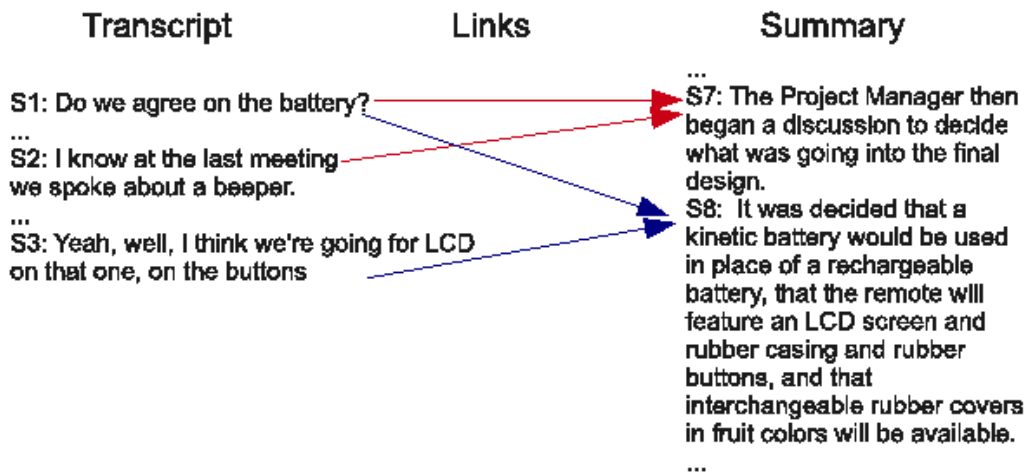 Transcript
Links
Summary
S1: Do we agree on the battery?
...
S2: I know at the last meeting
we spoke about a beeper.
...
S3: Yeah, well, I think we're going for LCD
on that one, on the buttons
...
S7: The Project Manager then
began a discussion to decide
what was going into the final
design.
S8: It was decided that a
kinetic battery would be used
in place of a rechargeable
battery, that the remote will
feature an LCD screen and
rubber casing and rubber
buttons, and that
interchangeable rubber covers
in fruit colors will be available.
...